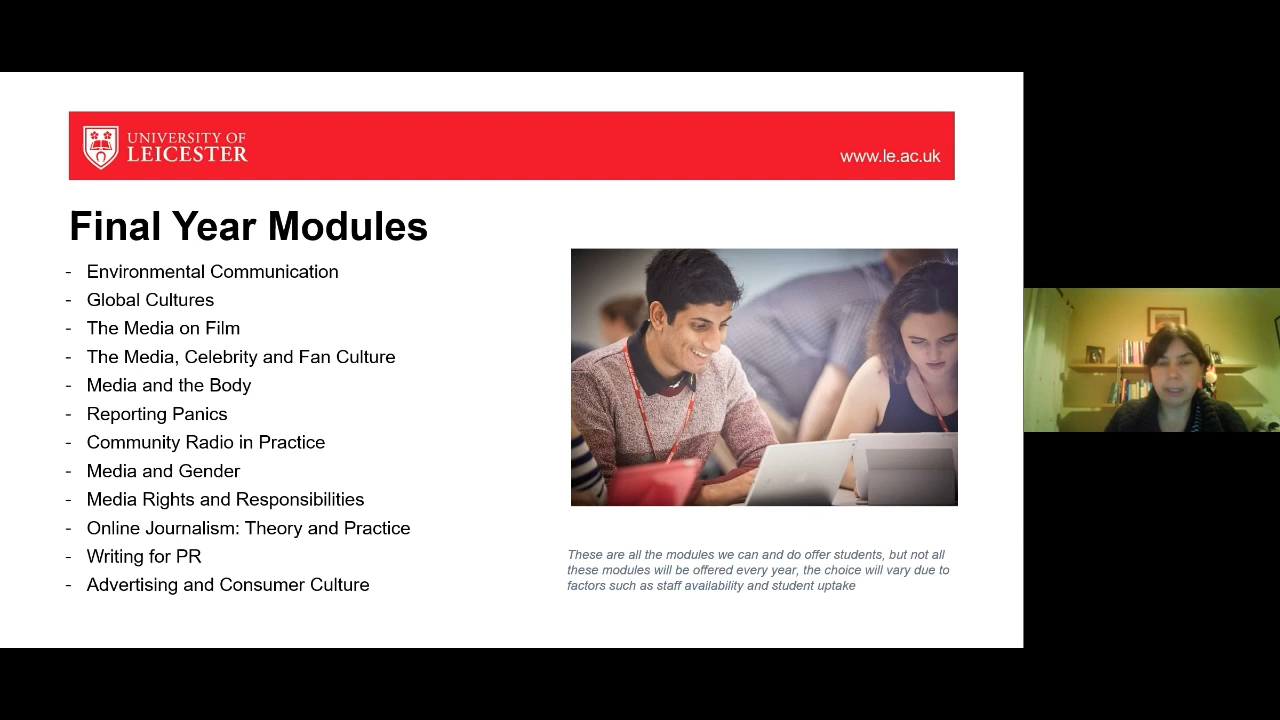 UNIVERSITY OF
LEICESTER
www.le.ac.uk
Final Year Modules
- Environmental Communication
- Global Cultures
- The Media on Film
- The Media, Celebrity and Fan Culture
- Media and the Body
- Reporting Panics
- Community Radio in Practice
- Media and Gender
- Media Rights and Responsibilities
- Online Journalism: Theory and Practice
- Writing for PR
- Advertising and Consumer Culture
These are all the modules we can and do offer students, but not all
these modules will be offered every year, the choice will vary due to
factors such as staff availability and student uptake